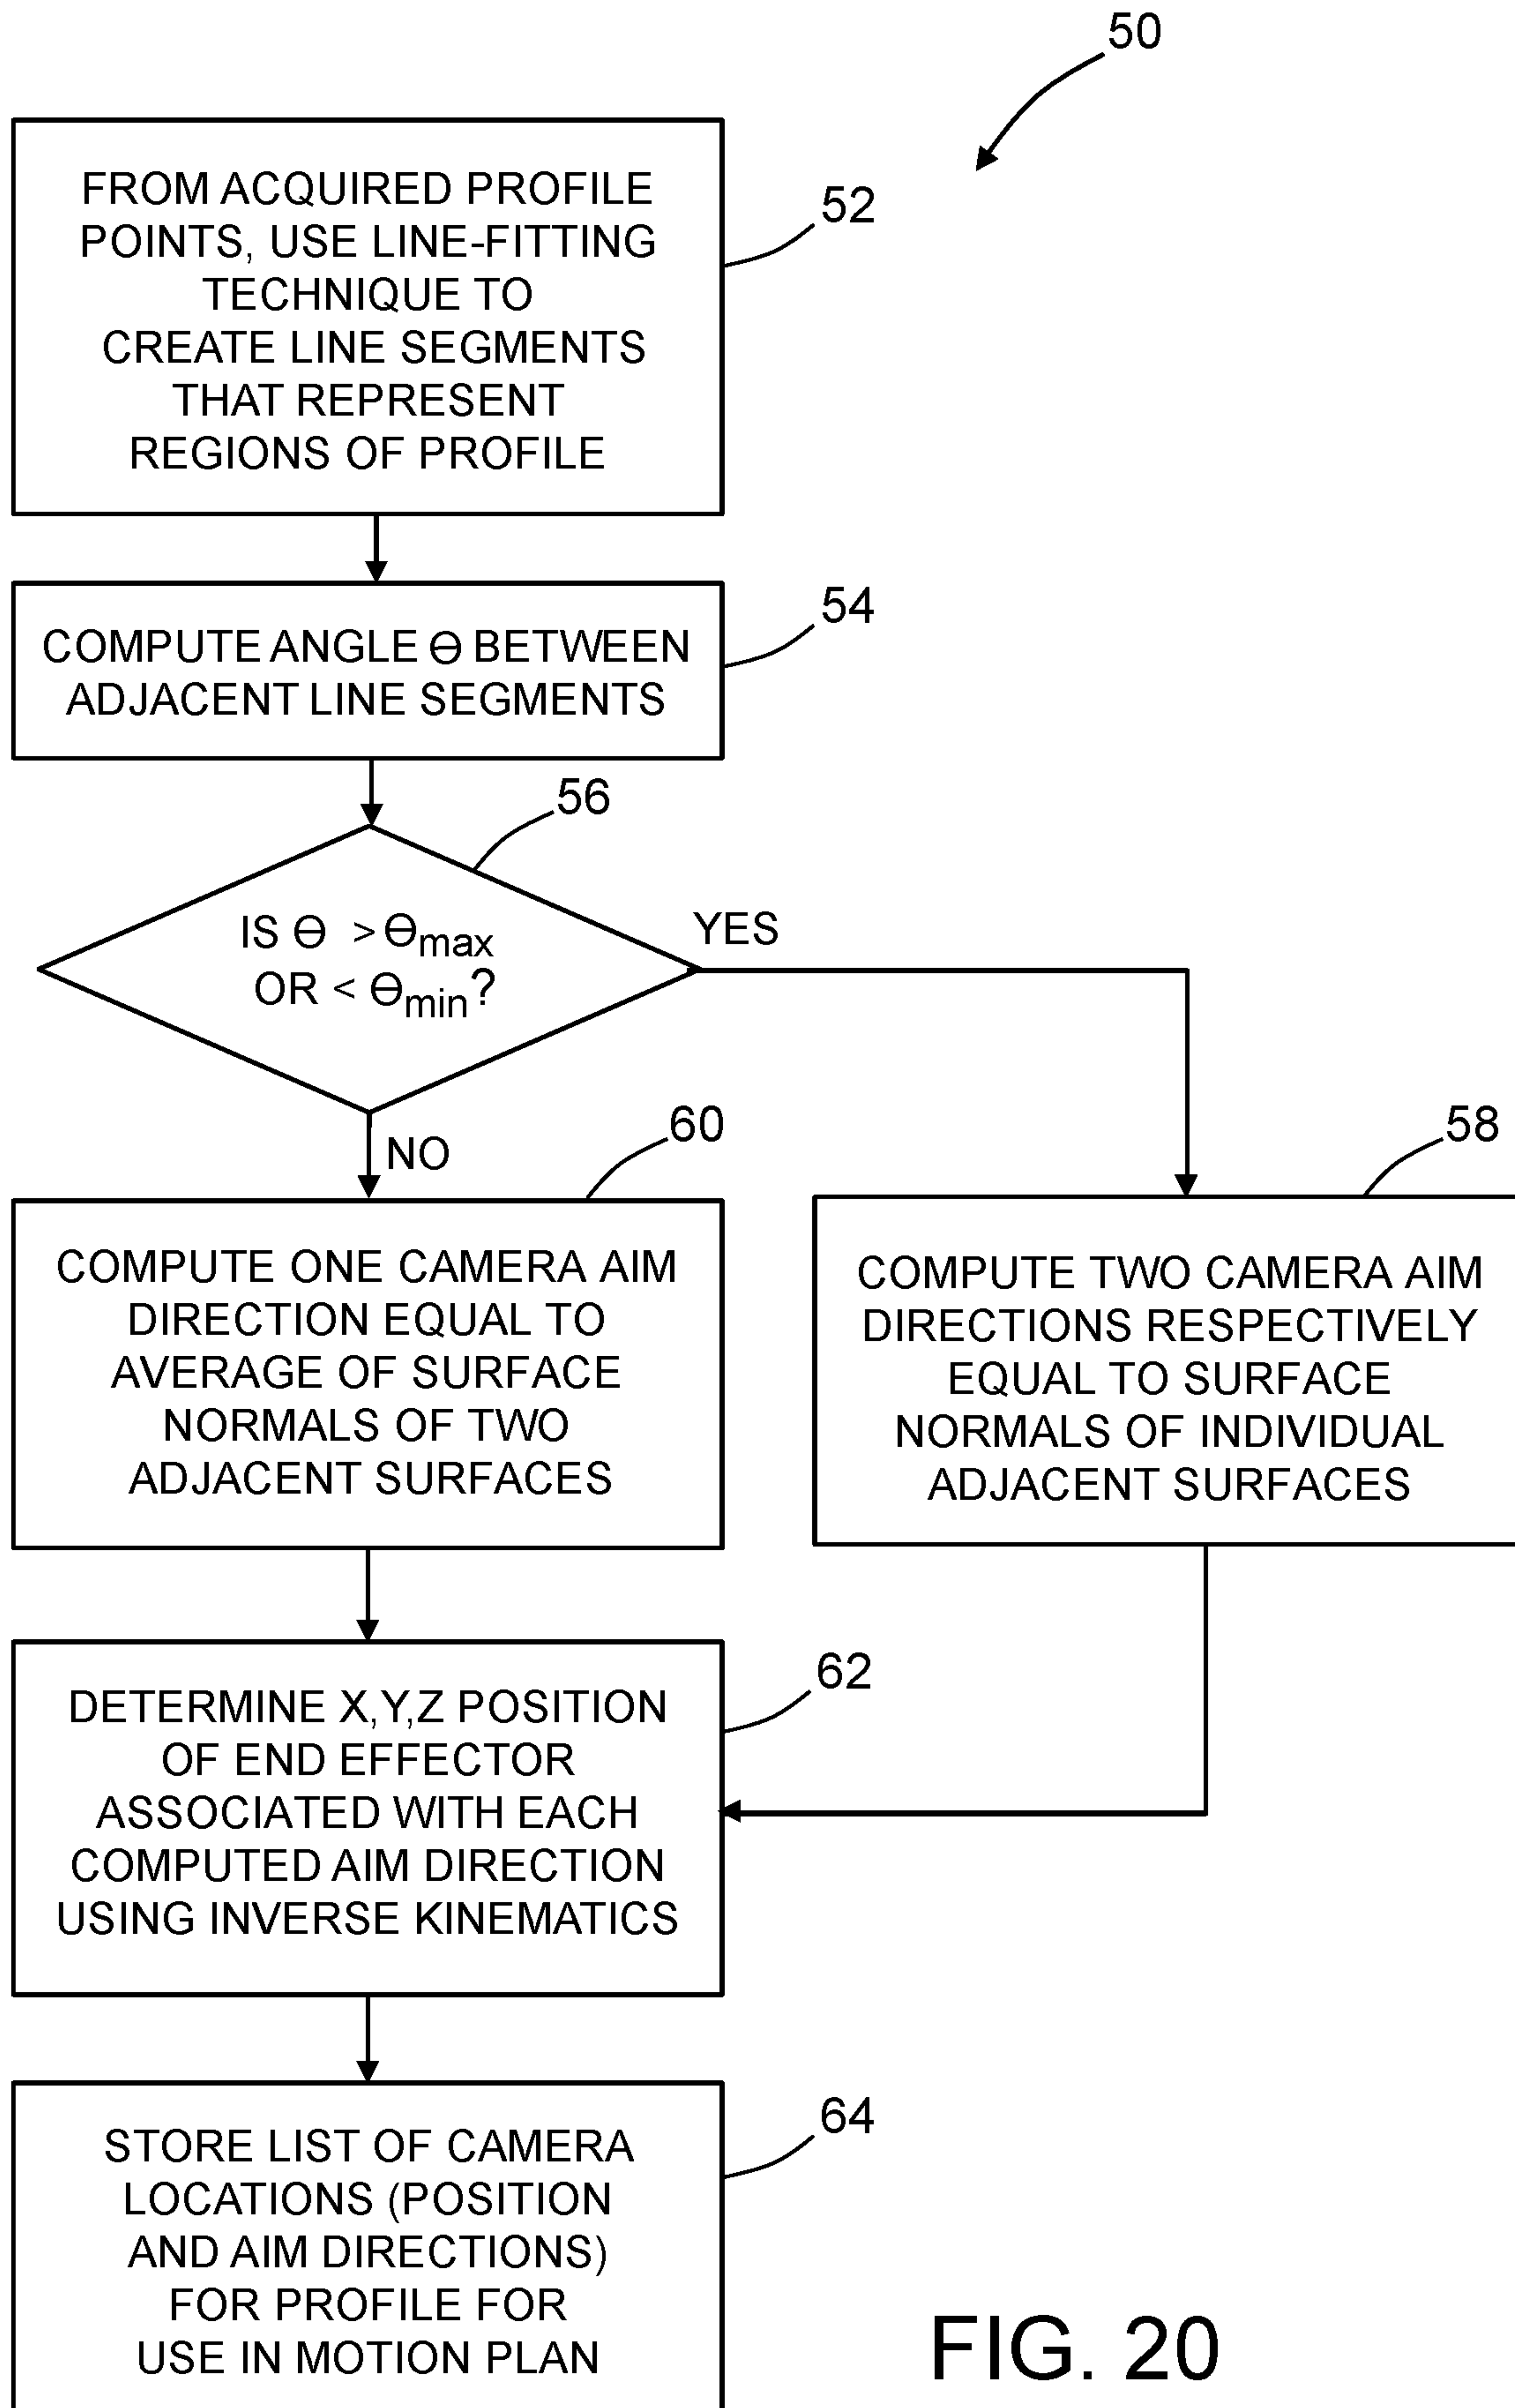 50
FROM ACQUIRED PROFILE
POINTS, USE LINE-FITTING
TECHNIQUE TO
CREATE LINE SEGMENTS
THAT REPRESENT
REGIONS OF PROFILE
52
COMPUTE ANGLE Θ BETWEEN
ADJACENT LINE SEGMENTS
54
56
IS Θ > Θmax
OR < Θmin?
YES
NO
60
COMPUTE ONE CAMERA AIM
DIRECTION EQUAL TO
AVERAGE OF SURFACE
NORMALS OF TWO
ADJACENT SURFACES
58
COMPUTE TWO CAMERA AIM
DIRECTIONS RESPECTIVELY
EQUAL TO SURFACE
NORMALS OF INDIVIDUAL
ADJACENT SURFACES
62
DETERMINE X,Y,Z POSITION
OF END EFFECTOR
ASSOCIATED WITH EACH
COMPUTED AIM DIRECTION
USING INVERSE KINEMATICS
64
STORE LIST OF CAMERA
LOCATIONS (POSITION
AND AIM DIRECTIONS)
FOR PROFILE FOR
USE IN MOTION PLAN
FIG. 20